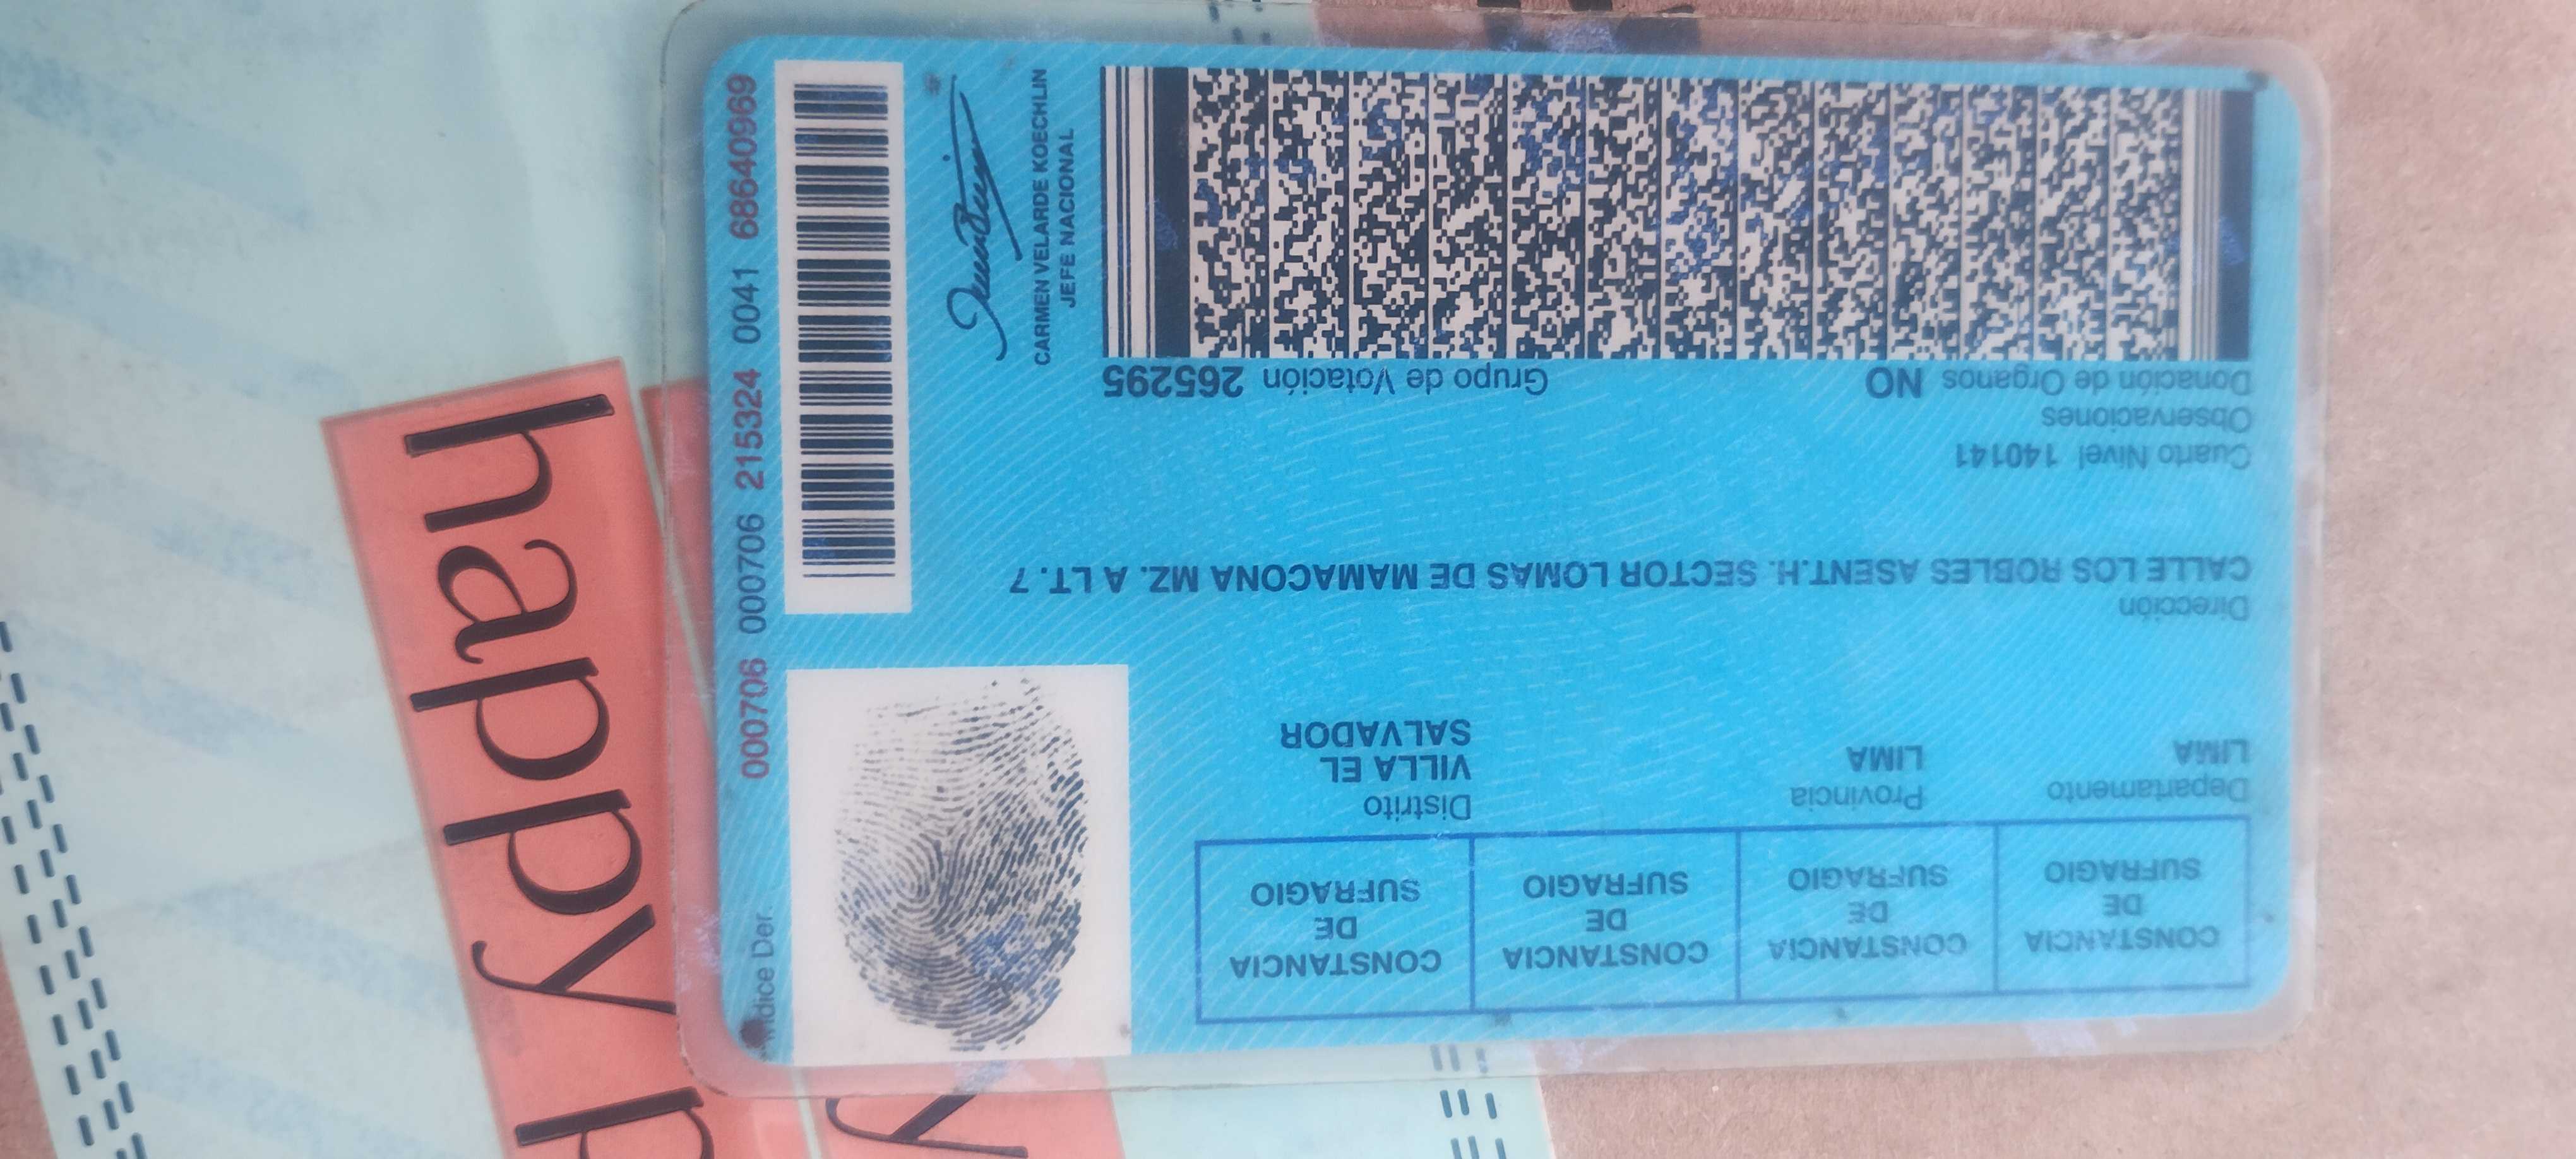 CONSTANCIA
DE
SUFRAGIO
CONSTANCIA
DE
SUFRAGIO
CONSTANCIA
DE
SUFRAGIO
CONSTANCIA
DE
SUFRAGIO
Departamento
LIMA
Provincia
LIMA
Distrito
VILLA EL
SALVADOR
Dirección
CALLE LOS ROBLES ASENT.H. SECTOR LOMAS DE MAMACONA MZ. A LT. 7
Cuarto Nivel 140141
Observaciones
Donación de Organos NO
Grupo de Votación 265295
Indice Der
000706 000706 215324 0041 68640969
CARMEN VELARDE KOECHLIN
JEFE NACIONAL
happy